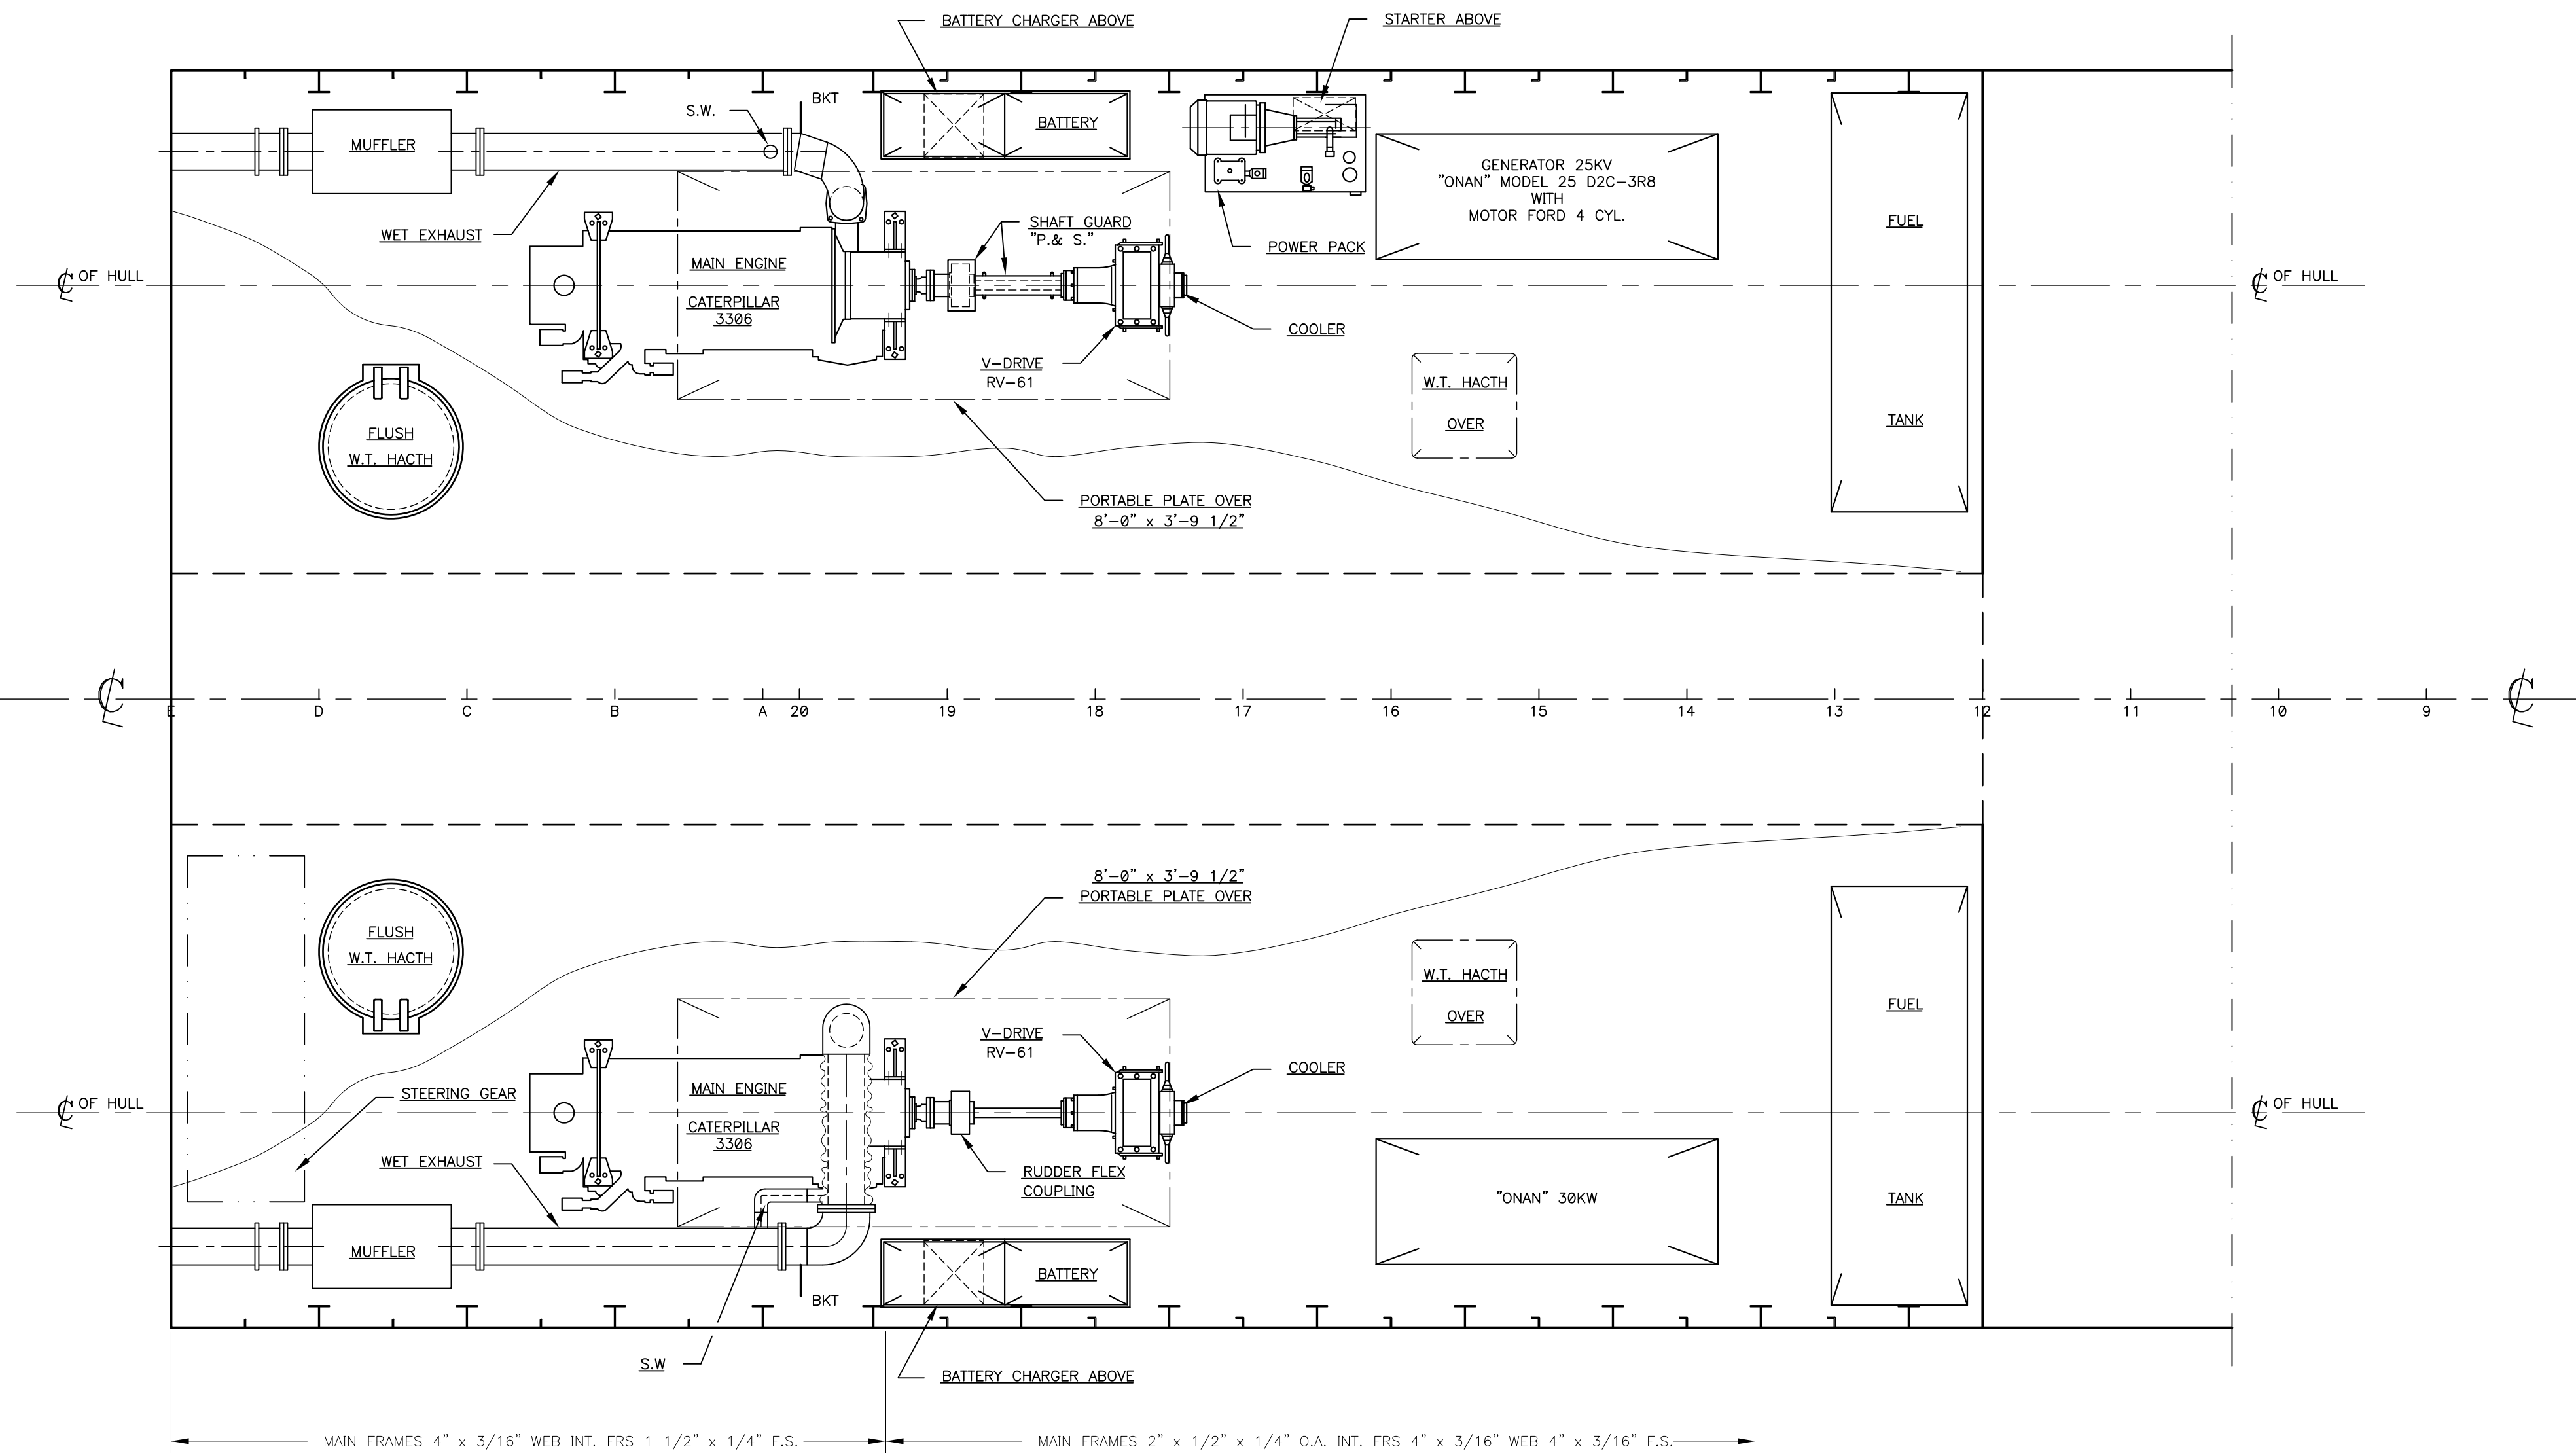 BATTERY CHARGER ABOVE
STARTER ABOVE
S.W.
BKT
BATTERY
MUFFLER
GENERATOR 25KV
"ONAN" MODEL 25 D2C-3R8
WITH
MOTOR FORD 4 CYL.
FUEL
WET EXHAUST
SHAFT GUARD
"P.& S."
POWER PACK
MAIN ENGINE
℄ OF HULL
℄ OF HULL
CATERPILLAR
3306
COOLER
V-DRIVE
RV-61
W.T. HACTH
OVER
TANK
FLUSH
W.T. HACTH
PORTABLE PLATE OVER
8'-0" x 3'-9 1/2"
℄ ℄
E D C B A 20 19 18 17 16 15 14 13 12 11 10 9
8'-0" x 3'-9 1/2"
PORTABLE PLATE OVER
FLUSH
W.T. HACTH
W.T. HACTH
OVER
FUEL
V-DRIVE
RV-61
COOLER
STEERING GEAR
MAIN ENGINE
℄ OF HULL
℄ OF HULL
CATERPILLAR
3306
WET EXHAUST
RUDDER FLEX
COUPLING
"ONAN" 30KW
TANK
MUFFLER
BATTERY
BKT
S.W
BATTERY CHARGER ABOVE
MAIN FRAMES 4" x 3/16" WEB INT. FRS 1 1/2" x 1/4" F.S.
MAIN FRAMES 2" x 1/2" x 1/4" O.A. INT. FRS 4" x 3/16" WEB 4" x 3/16" F.S.